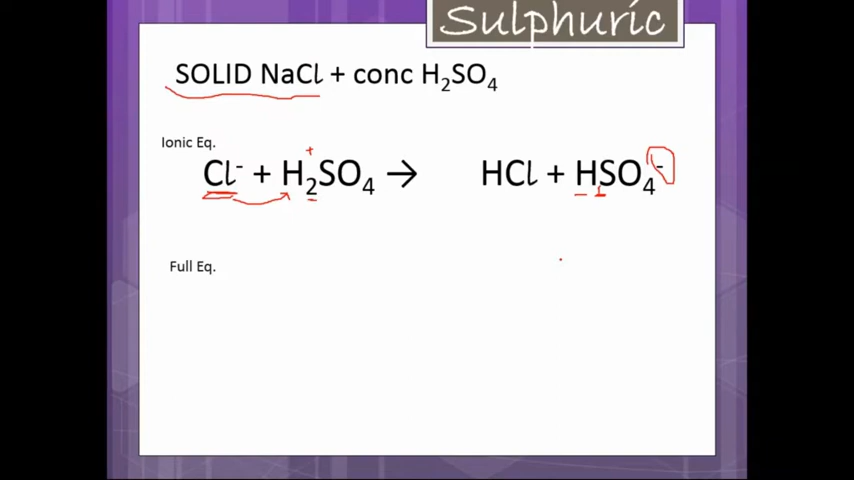 Sulphuric
SOLID NaCl + conc H₂SO₄
Ionic Eq.
+
Cl⁻ + H₂SO₄ → HCl + HSO₄⁻
Full Eq.